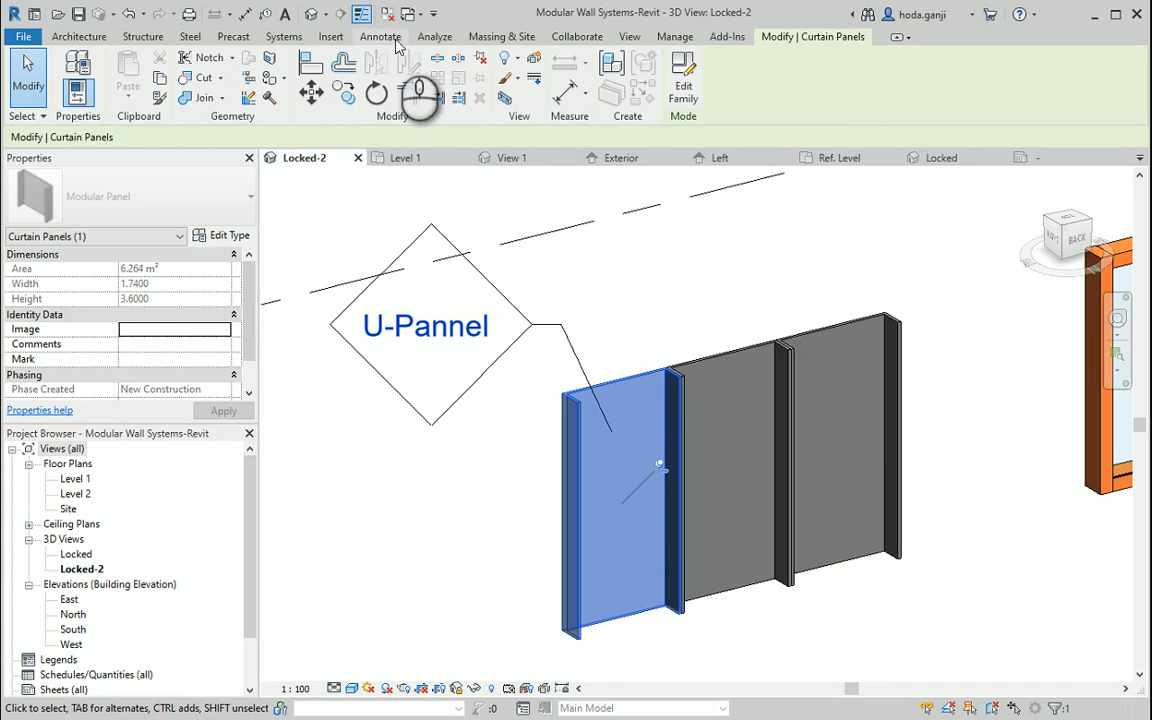 Modular Wall Systems-Revit - 3D View: Locked-2
hoda.ganji
File Architecture Structure Steel Precast Systems Insert Annotate Analyze Massing & Site Collaborate View Manage Add-Ins Modify | Curtain Panels
Modify
Properties
Paste
Notch
Cut
Join
Edit
Family
Select Properties Clipboard Geometry Modify View Measure Create Mode
Modify | Curtain Panels
Properties
Locked-2 Level 1 View 1 Exterior Left Ref. Level Locked -
Modular Panel
Curtain Panels (1) Edit Type
Dimensions
Area 6.264 m²
Width 1.7400
Height 3.6000
Identity Data
Image
Comments
Mark
Phasing
Phase Created New Construction
Properties help Apply
Project Browser - Modular Wall Systems-Revit
Views (all)
Floor Plans
Level 1
Level 2
Site
Ceiling Plans
3D Views
Locked
Locked-2
Elevations (Building Elevation)
East
North
South
West
Legends
Schedules/Quantities (all)
Sheets (all)
U-Pannel
BACK
1 : 100
Click to select, TAB for alternates, CTRL adds, SHIFT unselect
:0
Main Model
:1